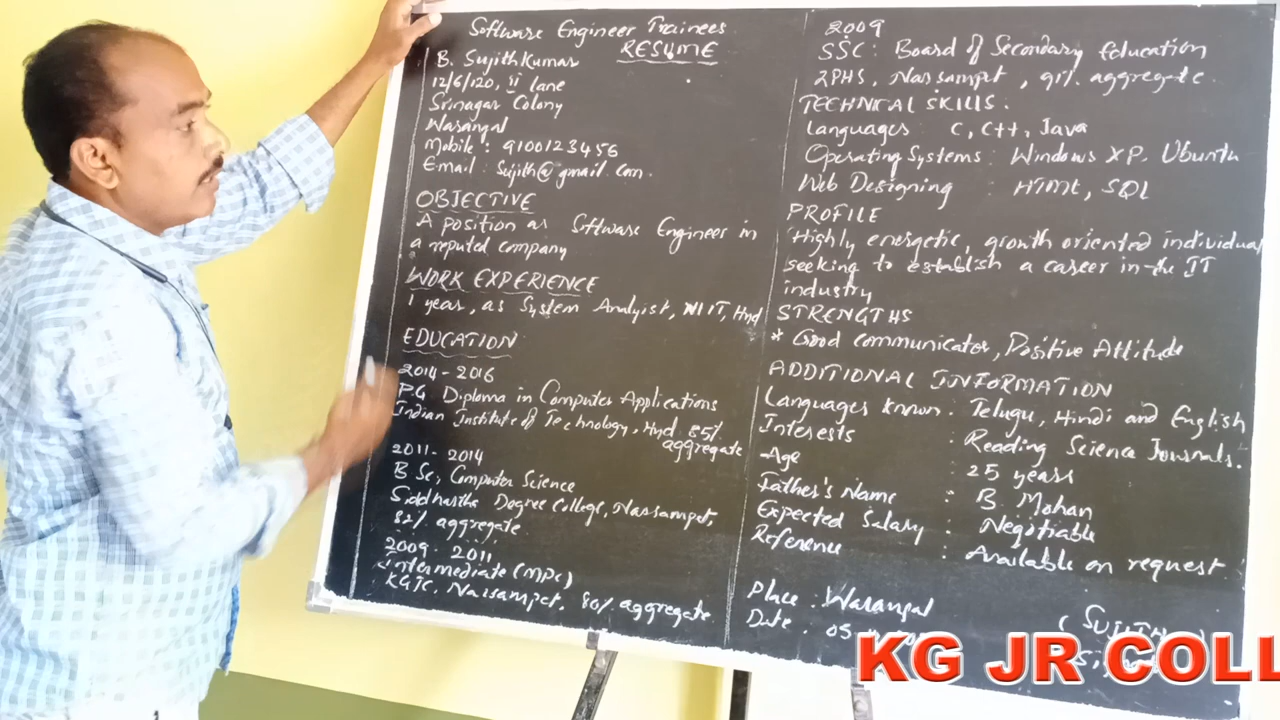 Software Engineer Trainees
RESUME
B. Sujith Kumar
12/6/120, II lane
Srinagar Colony
Warangal
Mobile : 9100123456
Email : Sujith@gmail.com.
OBJECTIVE
A position as Software Engineer in
a reputed company
WORK EXPERIENCE
1 year, as System Analyist, NIIT, Hyd
EDUCATION
2014 - 2016
P.G Diploma in Computer Applications
Indian Institute of Technology, Hyd. 85%
aggregate
2011 - 2014
B Sc, Computer Science
Siddhartha Degree College, Narsampet,
82% aggregate
2009 - 2011
Intermediate (MPC)
KGJC, Narsampet, 80% aggregate
2009
SSC : Board of Secondary Education
ZPHS, Narsampet, 91% aggregate
TECHNICAL SKILLS :
Languages : C, C++, Java
Operating Systems : Windows XP, Ubuntu
Web Designing : HTML, SQL
PROFILE
Highly energetic, growth oriented individual
seeking to establish a career in the IT
industry
STRENGTHS
* Good communicator, Positive Attitude
ADDITIONAL INFORMATION
Languages known : Telugu, Hindi and English
Interests : Reading Science Journals.
Age : 25 years
Father's Name : B Mohan
Expected Salary : Negotiable
Reference : Available on request
Place : Warangal
Date : 05
(SUJITH
KG JR COLL